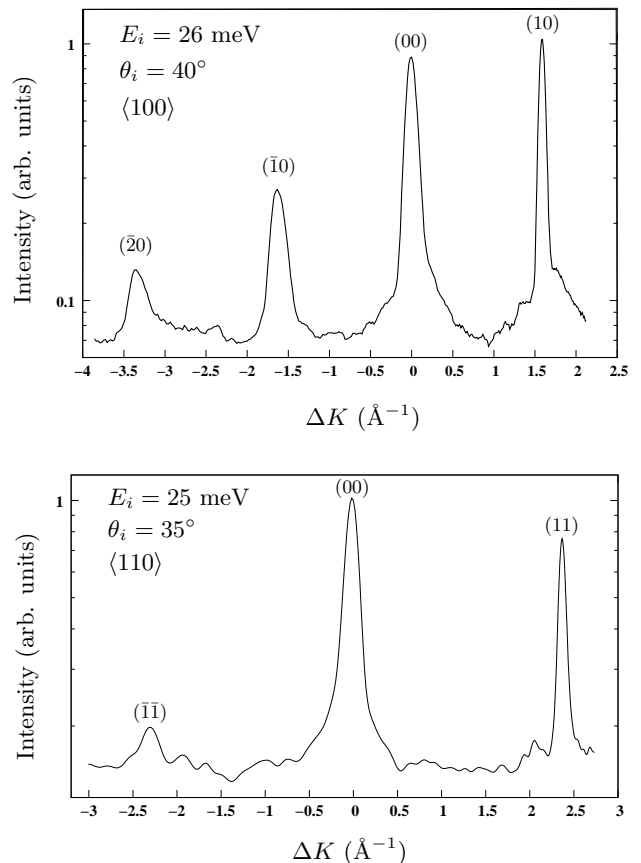 (10)
E_i = 26 meV
(00)
1
θ_i = 40°
⟨100⟩
(1̄0)
(2̄0)
0.1
Intensity (arb. units)
−4 −3.5 −3 −2.5 −2 −1.5 −1 −0.5 0 0.5 1 1.5 2 2.5
ΔK (Å⁻¹)
(00)
E_i = 25 meV
1
θ_i = 35°
(11)
⟨110⟩
(1̄1̄)
Intensity (arb. units)
−3 −2.5 −2 −1.5 −1 −0.5 0 0.5 1 1.5 2 2.5 3
ΔK (Å⁻¹)